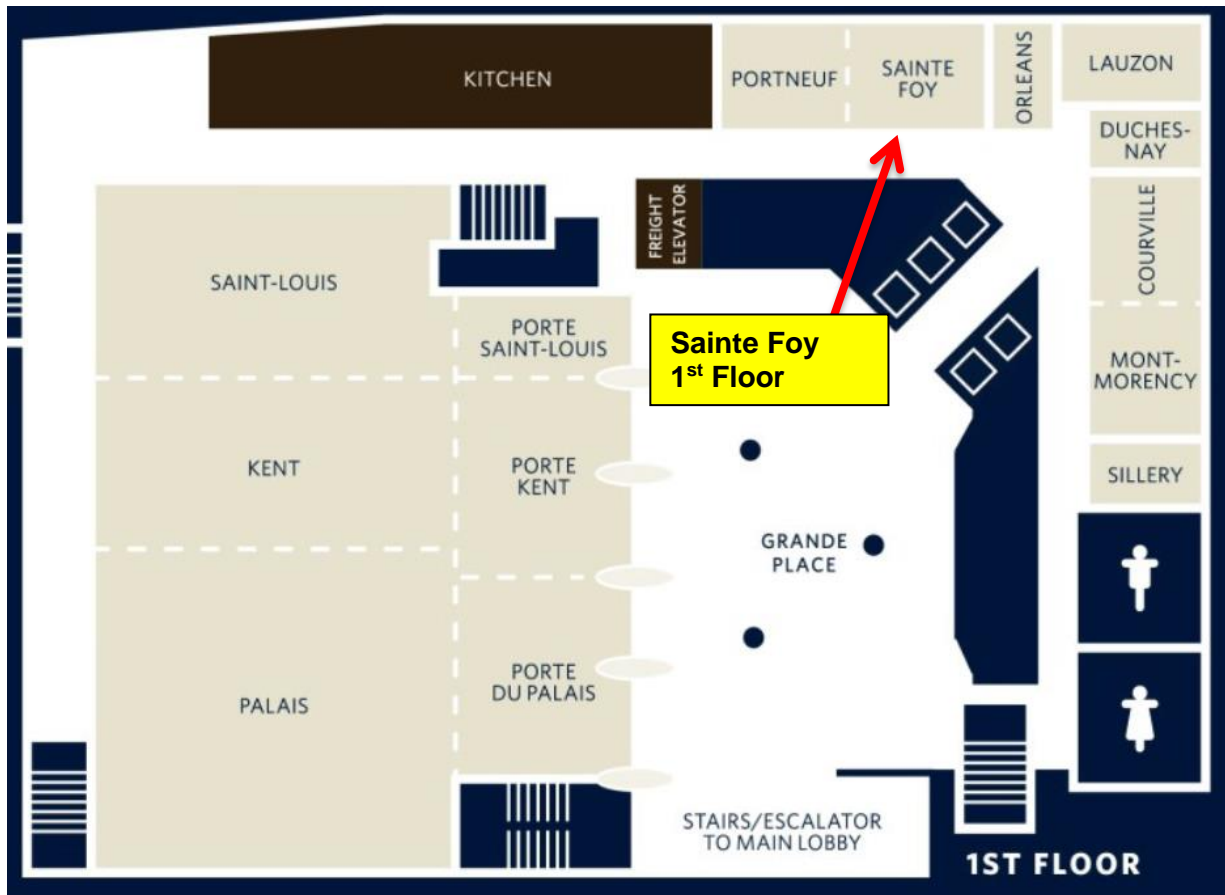 KITCHEN
PORTNEUF
SAINTE
FOY
ORLEANS
LAUZON
DUCHES-
NAY
COURVILLE
MONT-
MORENCY
SILLERY
FREIGHT
ELEVATOR
SAINT-LOUIS
PORTE
SAINT-LOUIS
Sainte Foy
1st Floor
KENT
PORTE
KENT
GRANDE
PLACE
PALAIS
PORTE
DU PALAIS
STAIRS/ESCALATOR
TO MAIN LOBBY
1ST FLOOR